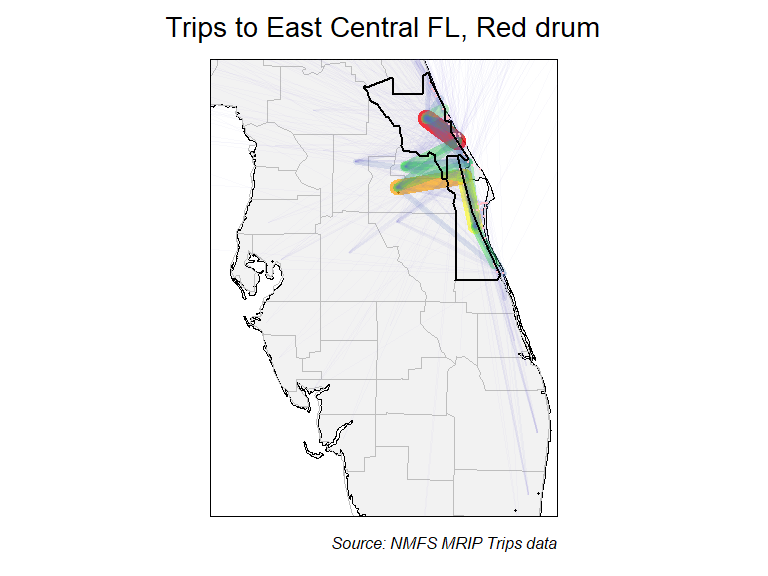 Trips to East Central FL, Red drum
Source: NMFS MRIP Trips data